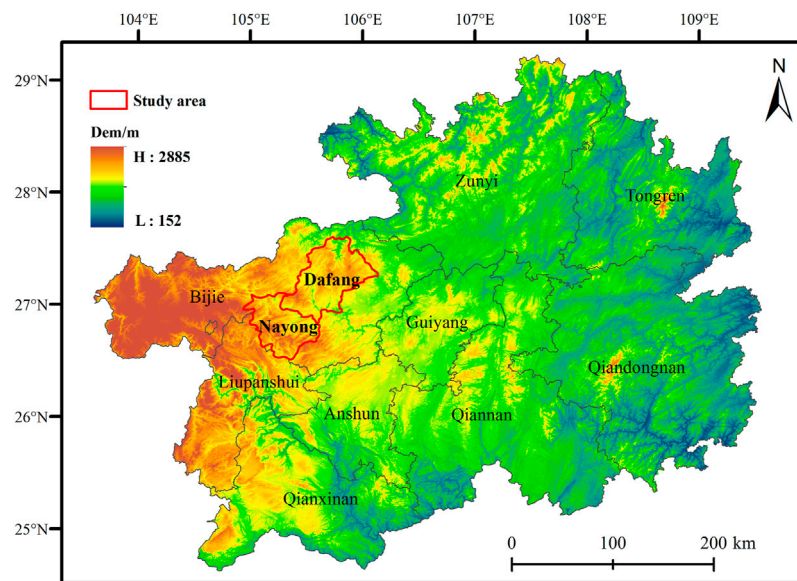 104°E 105°E 106°E 107°E 108°E 109°E
29°N
28°N
27°N
26°N
25°N
Study area
Dem/m
H : 2885
L : 152
N
Zunyi
Tongren
Dafang
Bijie
Nayong
Guiyang
Liupanshui
Qiandongnan
Anshun
Qiannan
Qianxinan
0 100 200 km